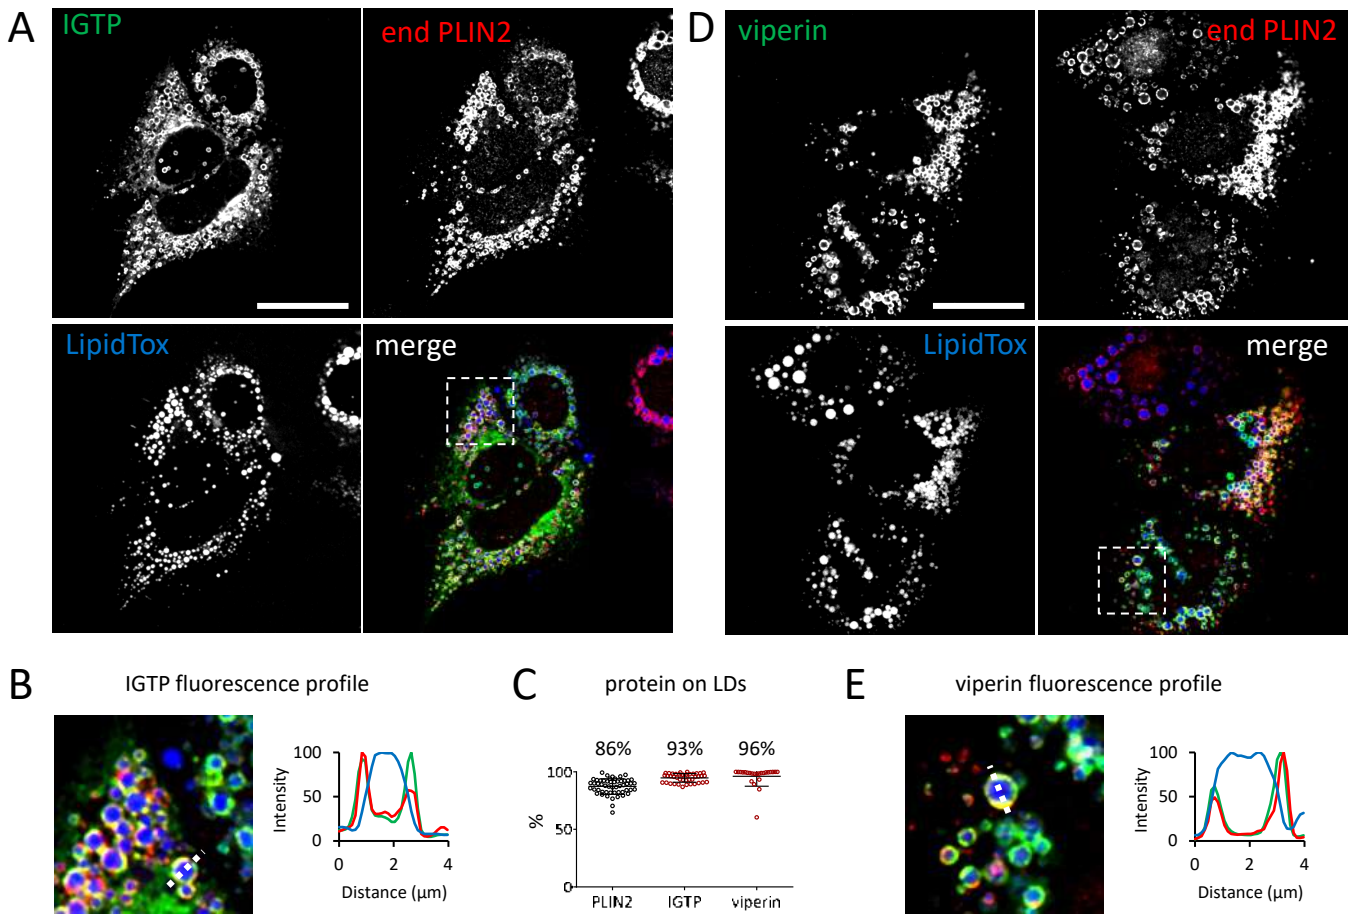 A
IGTP
end PLIN2
LipidTox
merge
D
viperin
end PLIN2
LipidTox
merge
B
IGTP fluorescence profile
100
50
0
Intensity
0 2 4
Distance (μm)
C
protein on LDs
86% 93% 96%
100
50
0
%
PLIN2 IGTP viperin
E
viperin fluorescence profile
100
50
0
Intensity
0 2 4
Distance (μm)